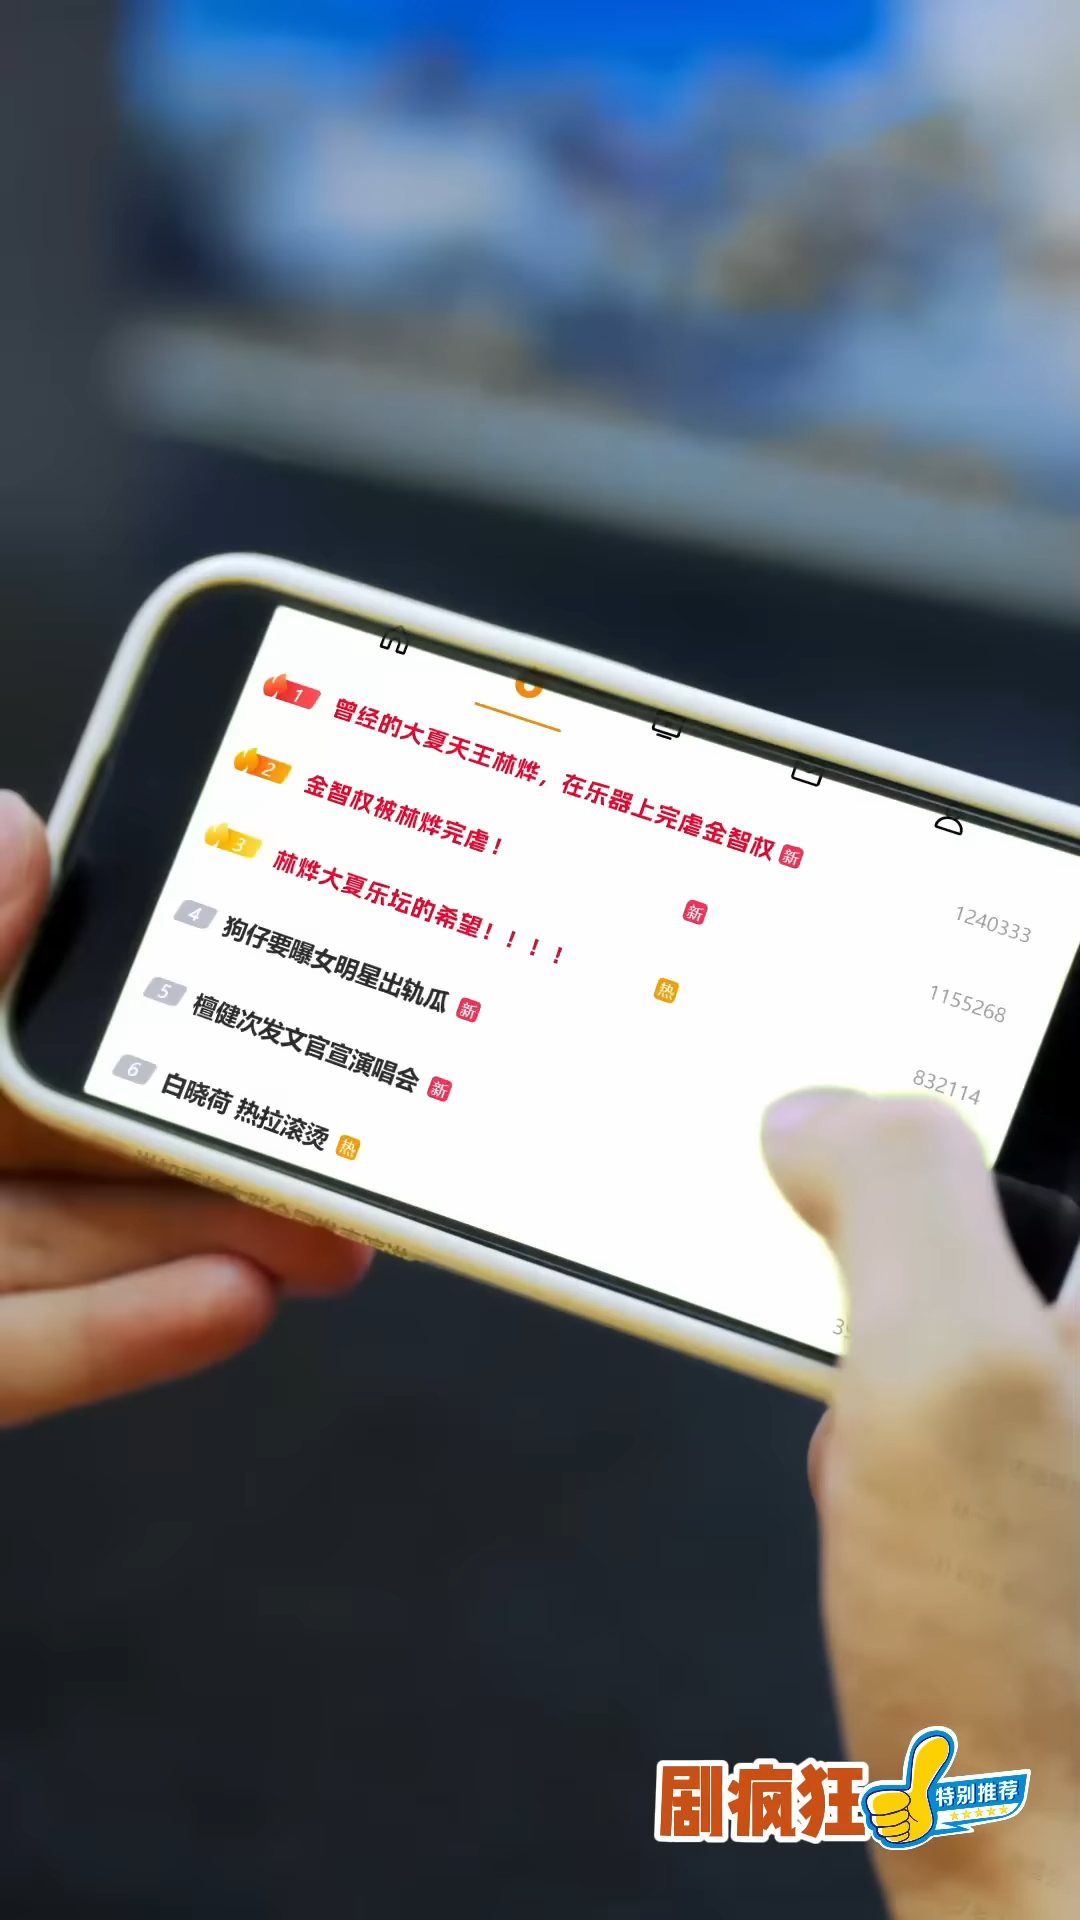 1 曾经的大夏天王林烨，在乐器上完虐金智权 新
1240333
2 金智权被林烨完虐！ 新
1155268
3 林烨大夏乐坛的希望！！！！ 热
832114
4 狗仔要曝女明星出轨瓜 新
5 檀健次发文官宣演唱会 新
6 白晓荷 热拉滚烫 热
剧疯狂
特别推荐